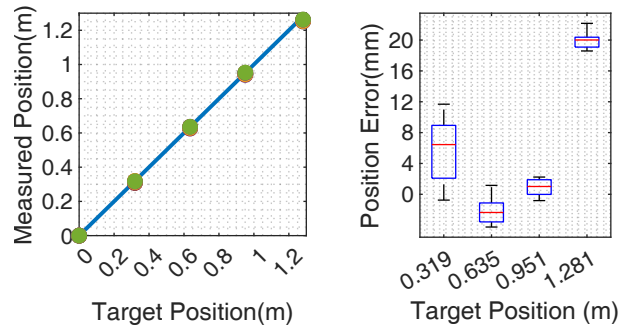 Measured Position(m)
1.2
1
0.8
0.6
0.4
0.2
0
0 0.2 0.4 0.6 0.8 1 1.2
Target Position(m)
Position Error(mm)
20
16
12
8
4
0
0.319 0.635 0.951 1.281
Target Position (m)